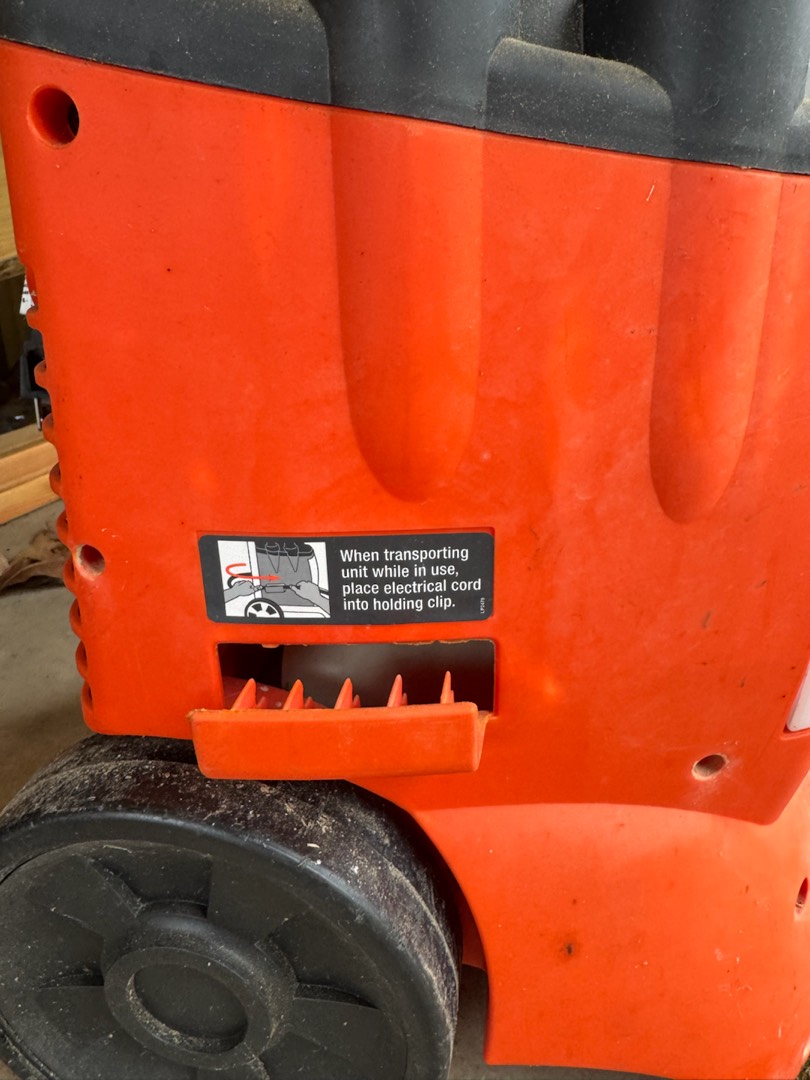 When transporting
unit while in use,
place electrical cord
into holding clip.